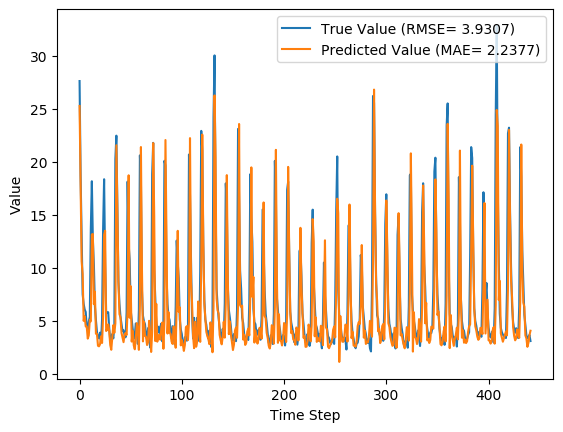 True Value (RMSE= 3.9307)
Predicted Value (MAE= 2.2377)
30
25
20
15
10
5
0
Value
0 100 200 300 400
Time Step